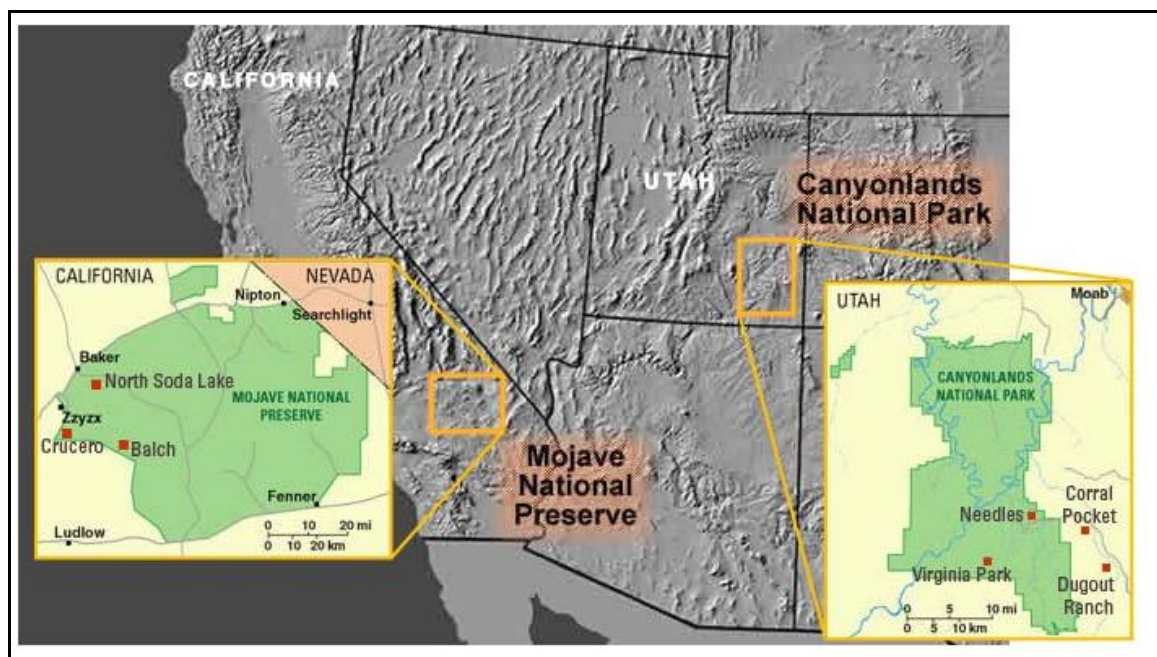 CALIFORNIA
UTAH
Canyonlands
National Park
Mojave
National
Preserve
CALIFORNIA
NEVADA
Nipton
Searchlight
Baker
North Soda Lake
MOJAVE NATIONAL
PRESERVE
Zzyzx
Crucero
Balch
Fenner
0 10 20 mi
0 10 20 km
Ludlow
UTAH
Moab
CANYONLANDS
NATIONAL PARK
Needles
Corral
Pocket
Virginia Park
Dugout
Ranch
0 5 10 mi
0 5 10 km